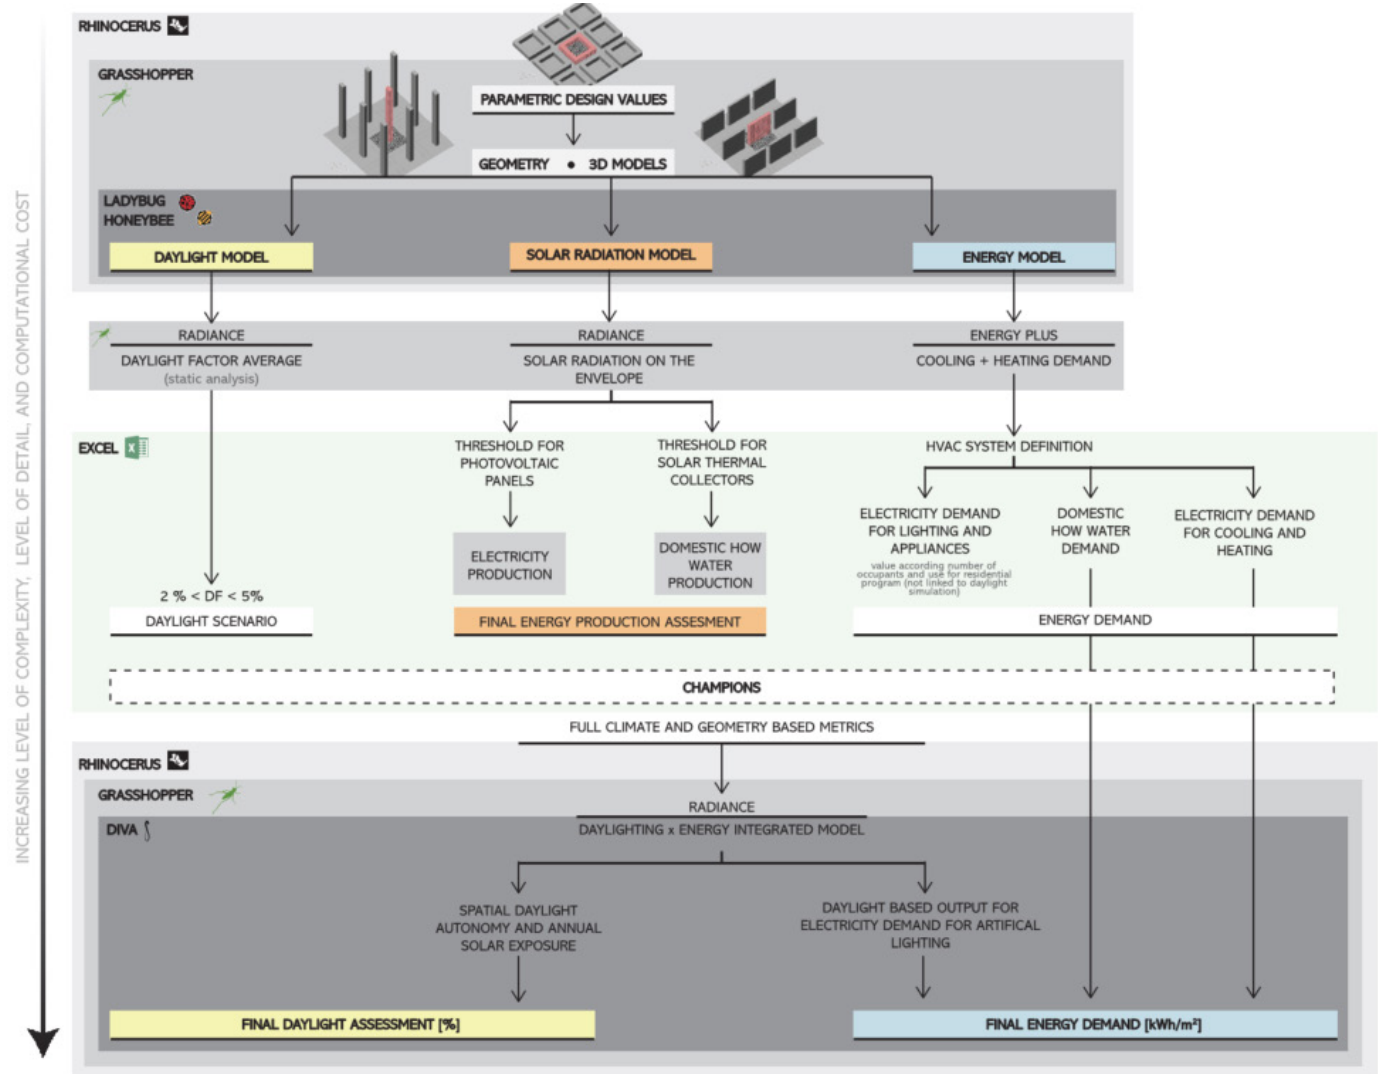 INCREASING LEVEL OF COMPLEXITY, LEVEL OF DETAIL, AND COMPUTATIONAL COST
RHINOCERUS
GRASSHOPPER
PARAMETRIC DESIGN VALUES
GEOMETRY • 3D MODELS
LADYBUG
HONEYBEE
DAYLIGHT MODEL
SOLAR RADIATION MODEL
ENERGY MODEL
RADIANCE
DAYLIGHT FACTOR AVERAGE
(static analysis)
RADIANCE
SOLAR RADIATION ON THE
ENVELOPE
ENERGY PLUS
COOLING + HEATING DEMAND
EXCEL
THRESHOLD FOR
PHOTOVOLTAIC
PANELS
THRESHOLD FOR
SOLAR THERMAL
COLLECTORS
HVAC SYSTEM DEFINITION
ELECTRICITY DEMAND
FOR LIGHTING AND
APPLIANCES
value according number of
occupants and use for residential
program (not linked to daylight
simulation)
DOMESTIC
HOW WATER
DEMAND
ELECTRICITY DEMAND
FOR COOLING AND
HEATING
ELECTRICITY
PRODUCTION
DOMESTIC HOW
WATER
PRODUCTION
2 % < DF < 5%
DAYLIGHT SCENARIO
FINAL ENERGY PRODUCTION ASSESMENT
ENERGY DEMAND
CHAMPIONS
FULL CLIMATE AND GEOMETRY BASED METRICS
RHINOCERUS
GRASSHOPPER
DIVA
RADIANCE
DAYLIGHTING x ENERGY INTEGRATED MODEL
SPATIAL DAYLIGHT
AUTONOMY AND ANNUAL
SOLAR EXPOSURE
DAYLIGHT BASED OUTPUT FOR
ELECTRICITY DEMAND FOR ARTIFICAL
LIGHTING
FINAL DAYLIGHT ASSESSMENT [%]
FINAL ENERGY DEMAND [kWh/m²]